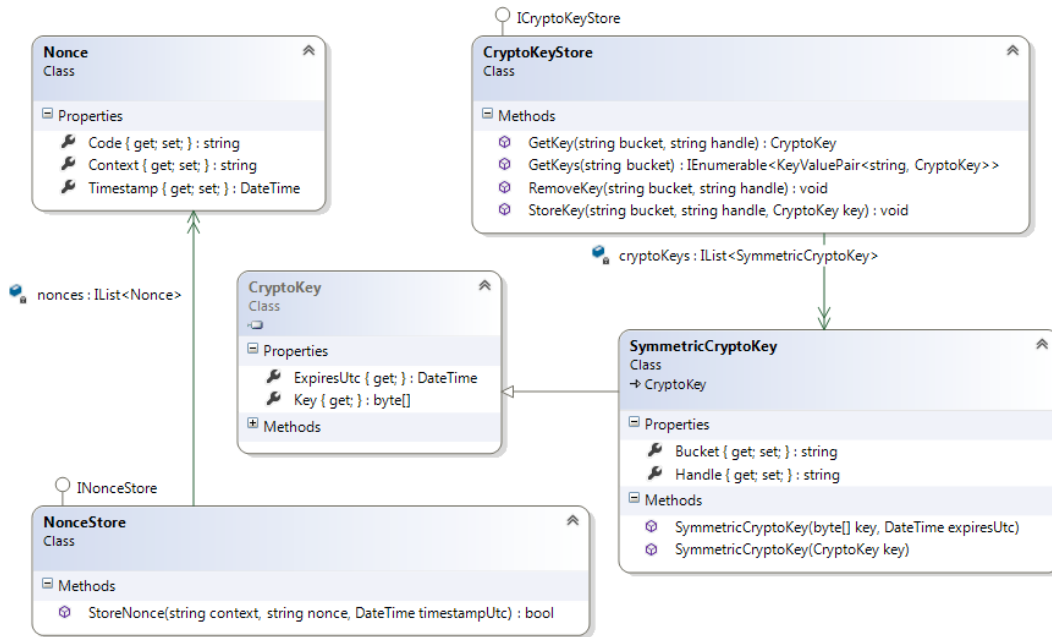 ICryptoKeyStore
Nonce
Class
Properties
Code { get; set; } : string
Context { get; set; } : string
Timestamp { get; set; } : DateTime
CryptoKeyStore
Class
Methods
GetKey(string bucket, string handle) : CryptoKey
GetKeys(string bucket) : IEnumerable<KeyValuePair<string, CryptoKey>>
RemoveKey(string bucket, string handle) : void
StoreKey(string bucket, string handle, CryptoKey key) : void
cryptoKeys : IList<SymmetricCryptoKey>
nonces : IList<Nonce>
CryptoKey
Class
Properties
ExpiresUtc { get; } : DateTime
Key { get; } : byte[]
Methods
SymmetricCryptoKey
Class
CryptoKey
Properties
Bucket { get; set; } : string
Handle { get; set; } : string
Methods
SymmetricCryptoKey(byte[] key, DateTime expiresUtc)
SymmetricCryptoKey(CryptoKey key)
INonceStore
NonceStore
Class
Methods
StoreNonce(string context, string nonce, DateTime timestampUtc) : bool